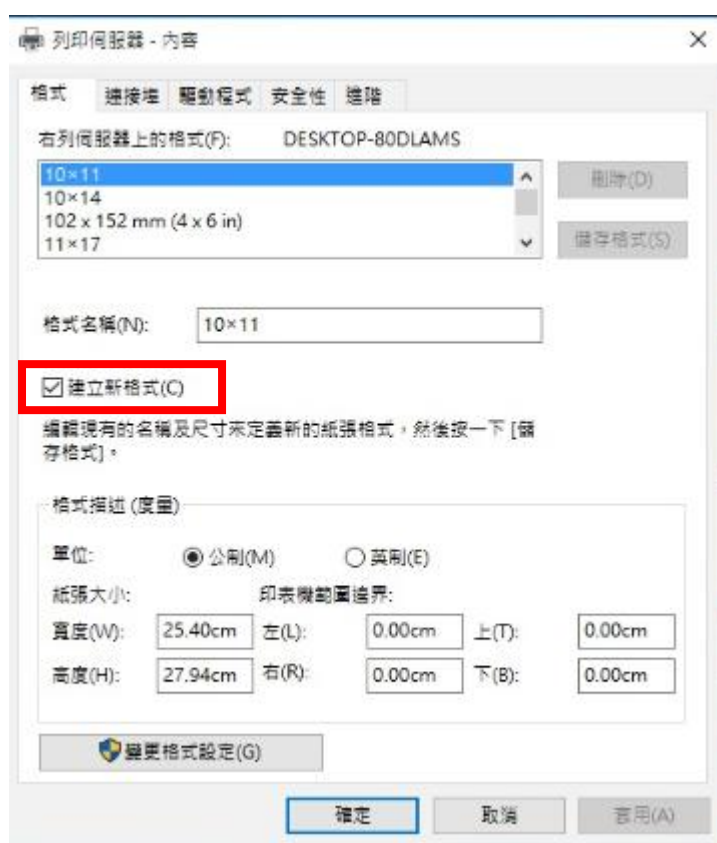 列印伺服器 - 內容
格式 連接埠 驅動程式 安全性 進階
右列伺服器上的格式(F): DESKTOP-80DLAMS
10×11
刪除(D)
10×14
102 x 152 mm (4 x 6 in)
11×17
儲存格式(S)
格式名稱(N): 10×11
建立新格式(C)
編輯現有的名稱及尺寸來定義新的紙張格式，然後按一下 [儲
存格式]。
格式描述 (度量)
單位: 公制(M) 英制(E)
紙張大小: 印表機範圍邊界:
寬度(W): 25.40cm 左(L): 0.00cm 上(T): 0.00cm
高度(H): 27.94cm 右(R): 0.00cm 下(B): 0.00cm
變更格式設定(G)
確定 取消 套用(A)